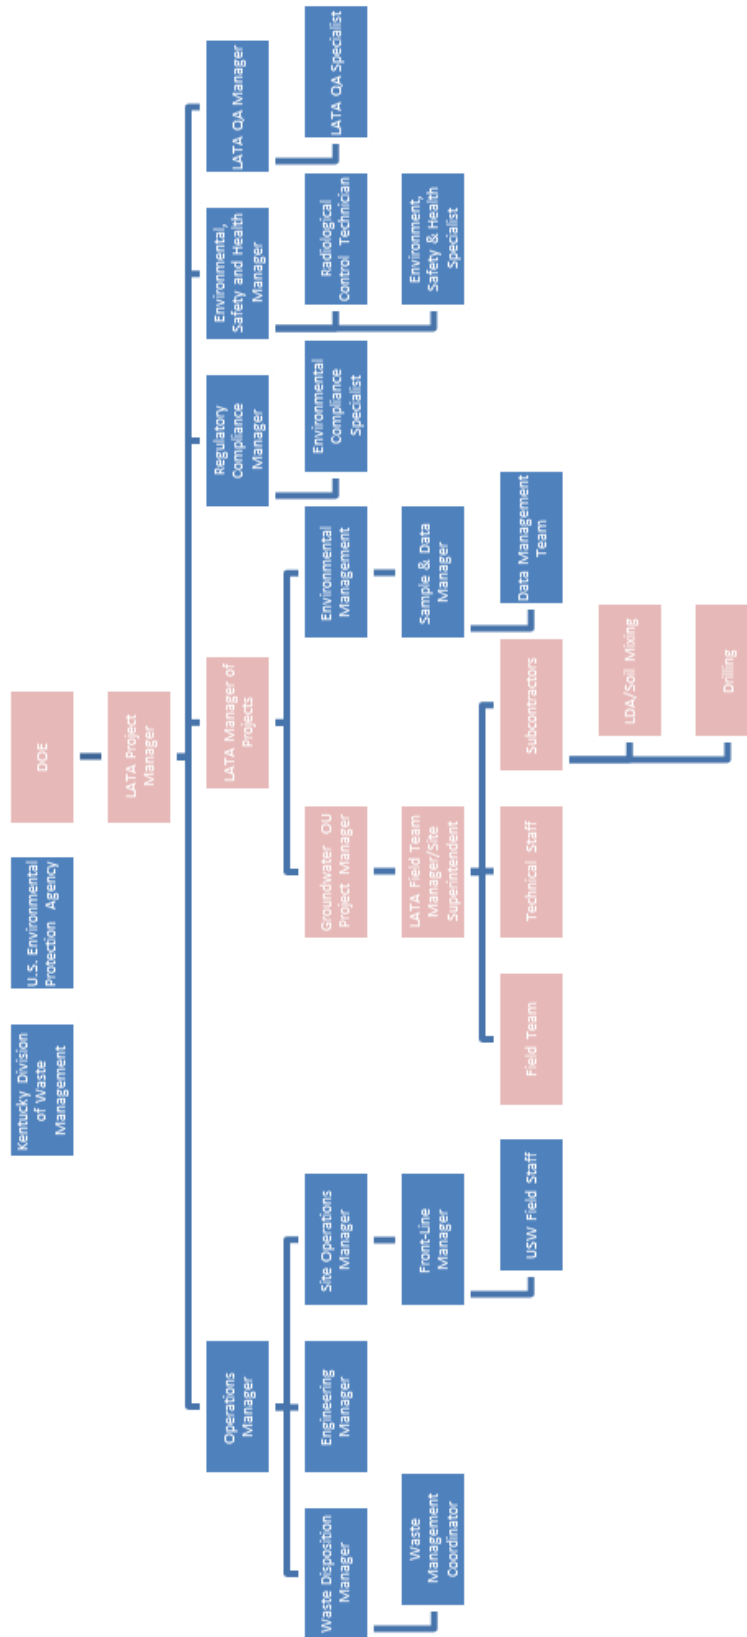 Kentucky Division
of Waste
Management
U.S. Environmental
Protection Agency
DOE
LATA Project
Manager
Operations
Manager
LATA Manager of
Projects
Regulatory
Compliance
Manager
Environmental,
Safety and Health
Manager
LATA QA Manager
Waste Disposition
Manager
Engineering
Manager
Site Operations
Manager
Groundwater OU
Project Manager
Environmental
Management
Environmental
Compliance
Specialist
Radiological
Control Technician
LATA QA Specialist
Waste
Management
Coordinator
Front-Line
Manager
LATA Field Team
Manager/Site
Superintendent
Sample & Data
Manager
Environment,
Safety & Health
Specialist
USW Field Staff
Field Team
Technical Staff
Subcontractors
Data Management
Team
LDA/Soil Mixing
Drilling